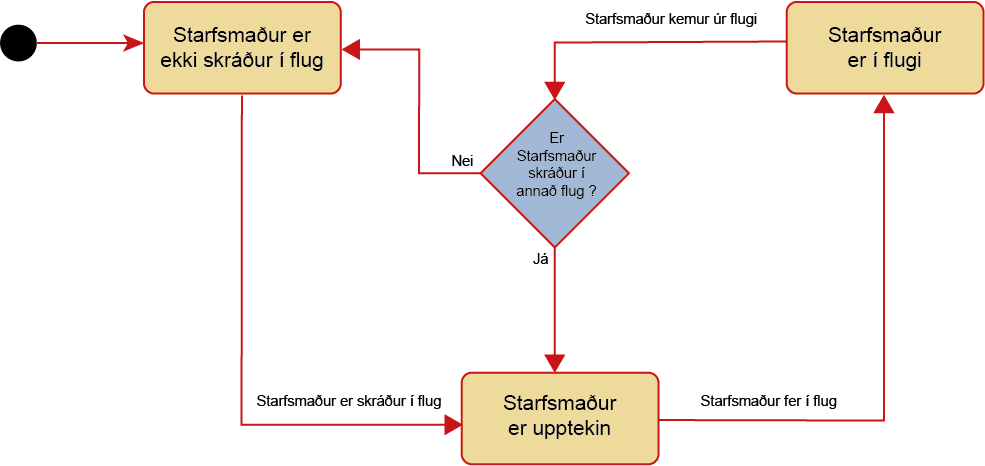 Starfsmaður er
ekki skráður í flug
Starfsmaður kemur úr flugi
Starfsmaður
er í flugi
Er
Starfsmaður
skráður í
annað flug ?
Nei
Já
Starfsmaður er skráður í flug
Starfsmaður
er upptekin
Starfsmaður fer í flug